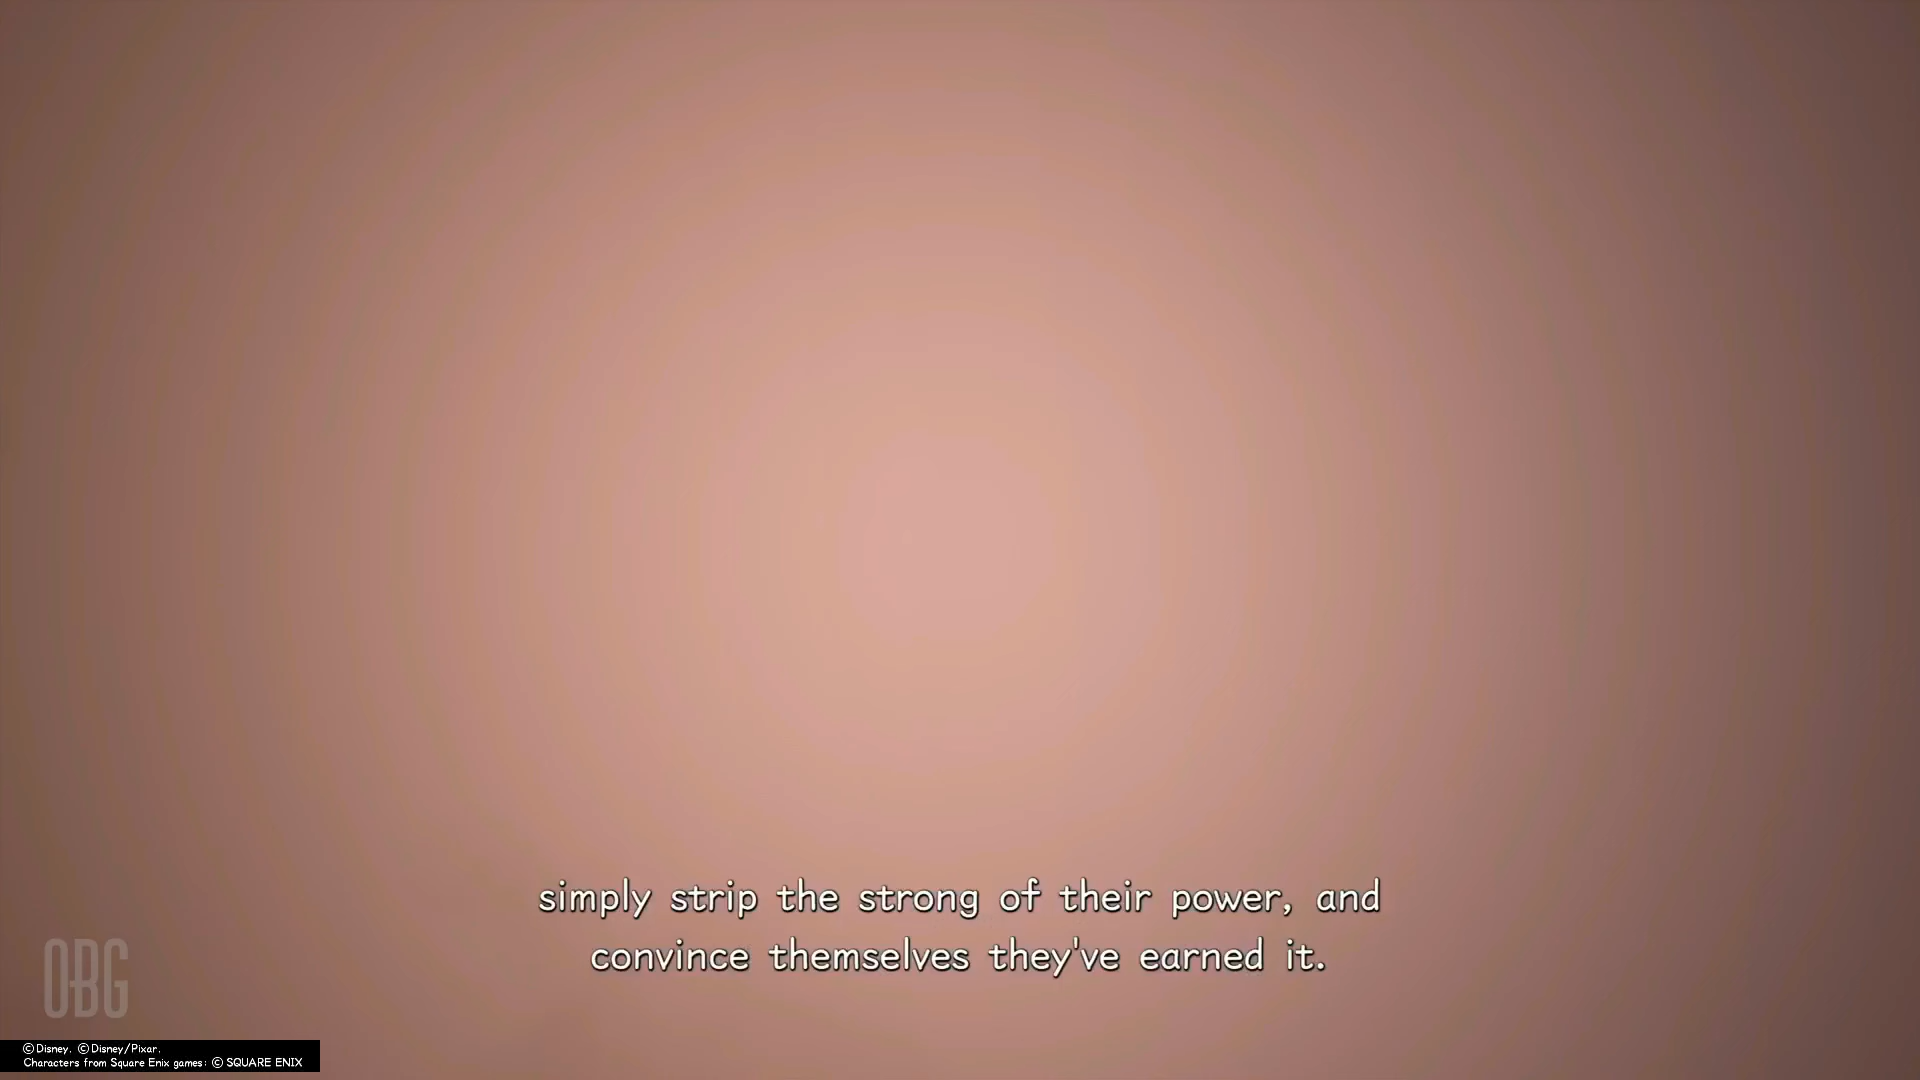 simply strip the strong of their power, and
convince themselves they've earned it.
OBG
©Disney. ©Disney/Pixar.
Characters from Square Enix games: © SQUARE ENIX